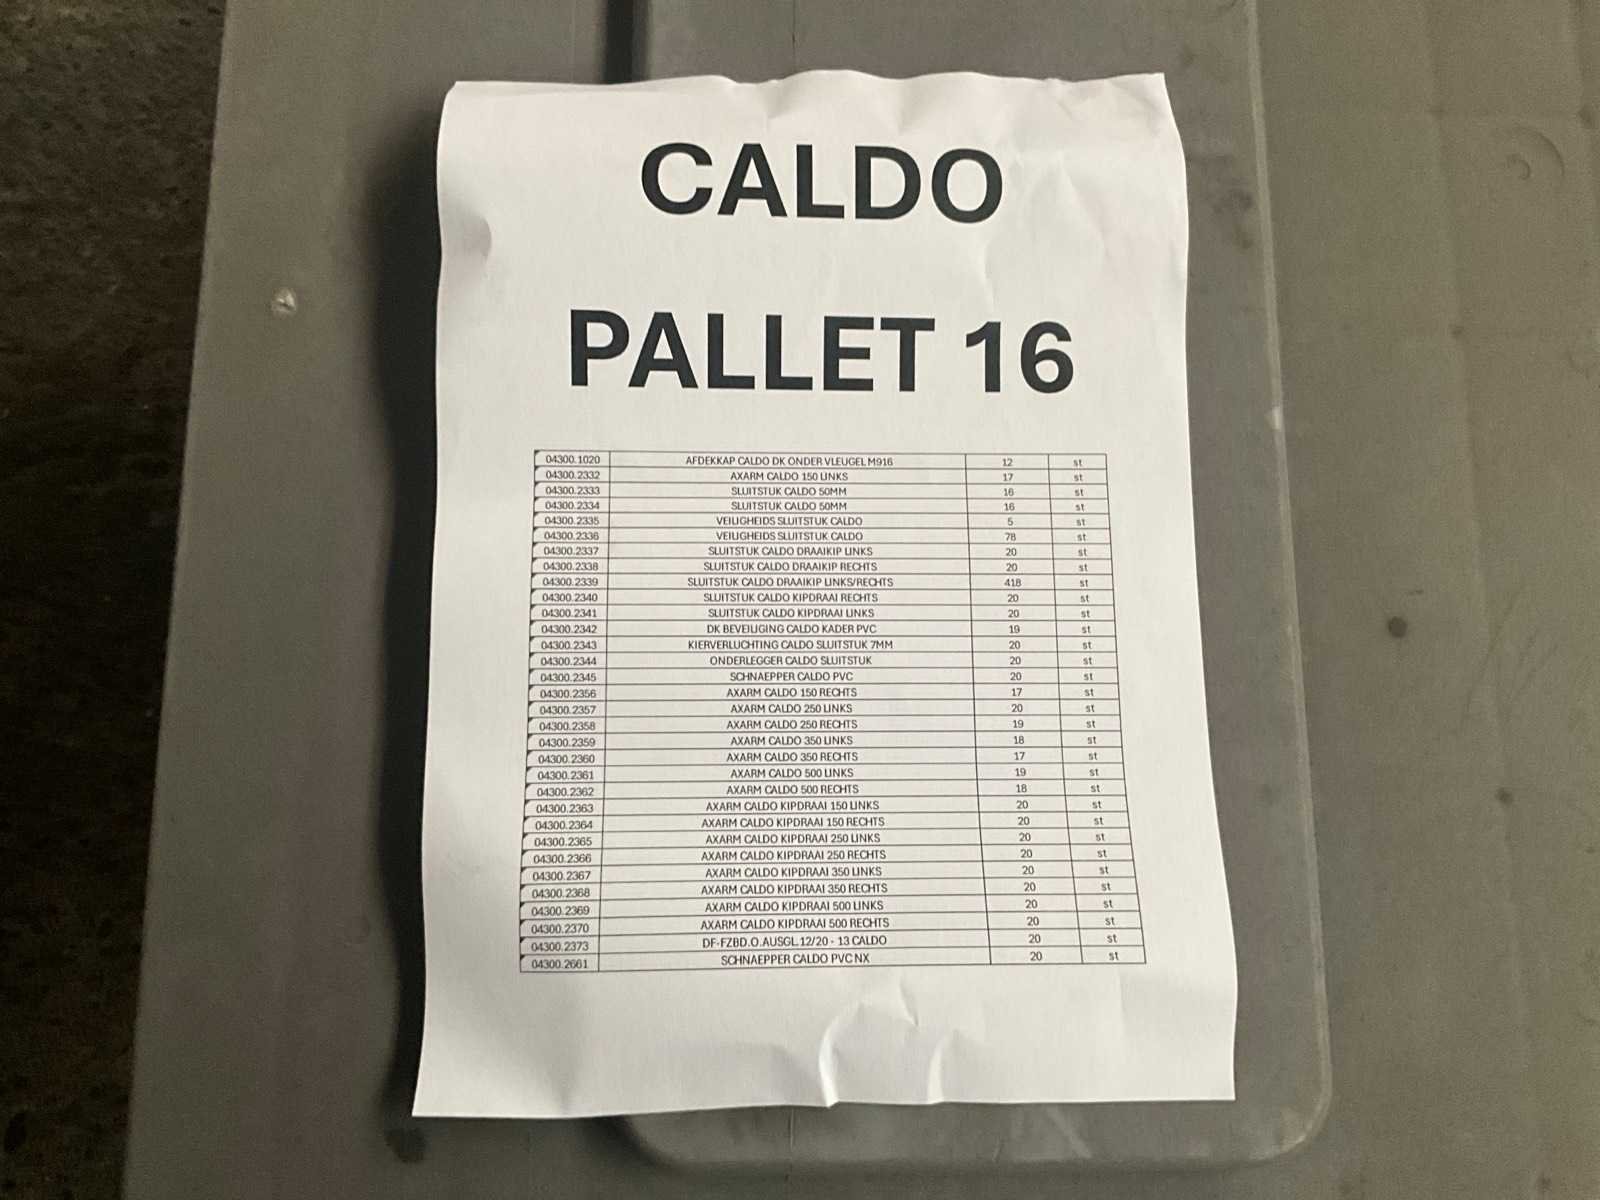 CALDO
PALLET 16
04300.1020 AFDEKKAP CALDO DK ONDER VLEUGEL M916 12 st
04300.2332 AXARM CALDO 150 LINKS 17 st
04300.2333 SLUITSTUK CALDO 50MM 16 st
04300.2334 SLUITSTUK CALDO 50MM 16 st
04300.2335 VEILIGHEIDS SLUITSTUK CALDO 5 st
04300.2336 VEILIGHEIDS SLUITSTUK CALDO 78 st
04300.2337 SLUITSTUK CALDO DRAAIKIP LINKS 20 st
04300.2338 SLUITSTUK CALDO DRAAIKIP RECHTS 20 st
04300.2339 SLUITSTUK CALDO DRAAIKIP LINKS/RECHTS 418 st
04300.2340 SLUITSTUK CALDO KIPDRAAI RECHTS 20 st
04300.2341 SLUITSTUK CALDO KIPDRAAI LINKS 20 st
04300.2342 DK BEVEILIGING CALDO KADER PVC 19 st
04300.2343 KIERVERLUCHTING CALDO SLUITSTUK 7MM 20 st
04300.2344 ONDERLEGGER CALDO SLUITSTUK 20 st
04300.2345 SCHNAEPPER CALDO PVC 20 st
04300.2356 AXARM CALDO 150 RECHTS 17 st
04300.2357 AXARM CALDO 250 LINKS 20 st
04300.2358 AXARM CALDO 250 RECHTS 19 st
04300.2359 AXARM CALDO 350 LINKS 18 st
04300.2360 AXARM CALDO 350 RECHTS 17 st
04300.2361 AXARM CALDO 500 LINKS 19 st
04300.2362 AXARM CALDO 500 RECHTS 18 st
04300.2363 AXARM CALDO KIPDRAAI 150 LINKS 20 st
04300.2364 AXARM CALDO KIPDRAAI 150 RECHTS 20 st
04300.2365 AXARM CALDO KIPDRAAI 250 LINKS 20 st
04300.2366 AXARM CALDO KIPDRAAI 250 RECHTS 20 st
04300.2367 AXARM CALDO KIPDRAAI 350 LINKS 20 st
04300.2368 AXARM CALDO KIPDRAAI 350 RECHTS 20 st
04300.2369 AXARM CALDO KIPDRAAI 500 LINKS 20 st
04300.2370 AXARM CALDO KIPDRAAI 500 RECHTS 20 st
04300.2373 DF-FZBD.O.AUSGL.12/20 - 13 CALDO 20 st
04300.2661 SCHNAEPPER CALDO PVC NX 20 st